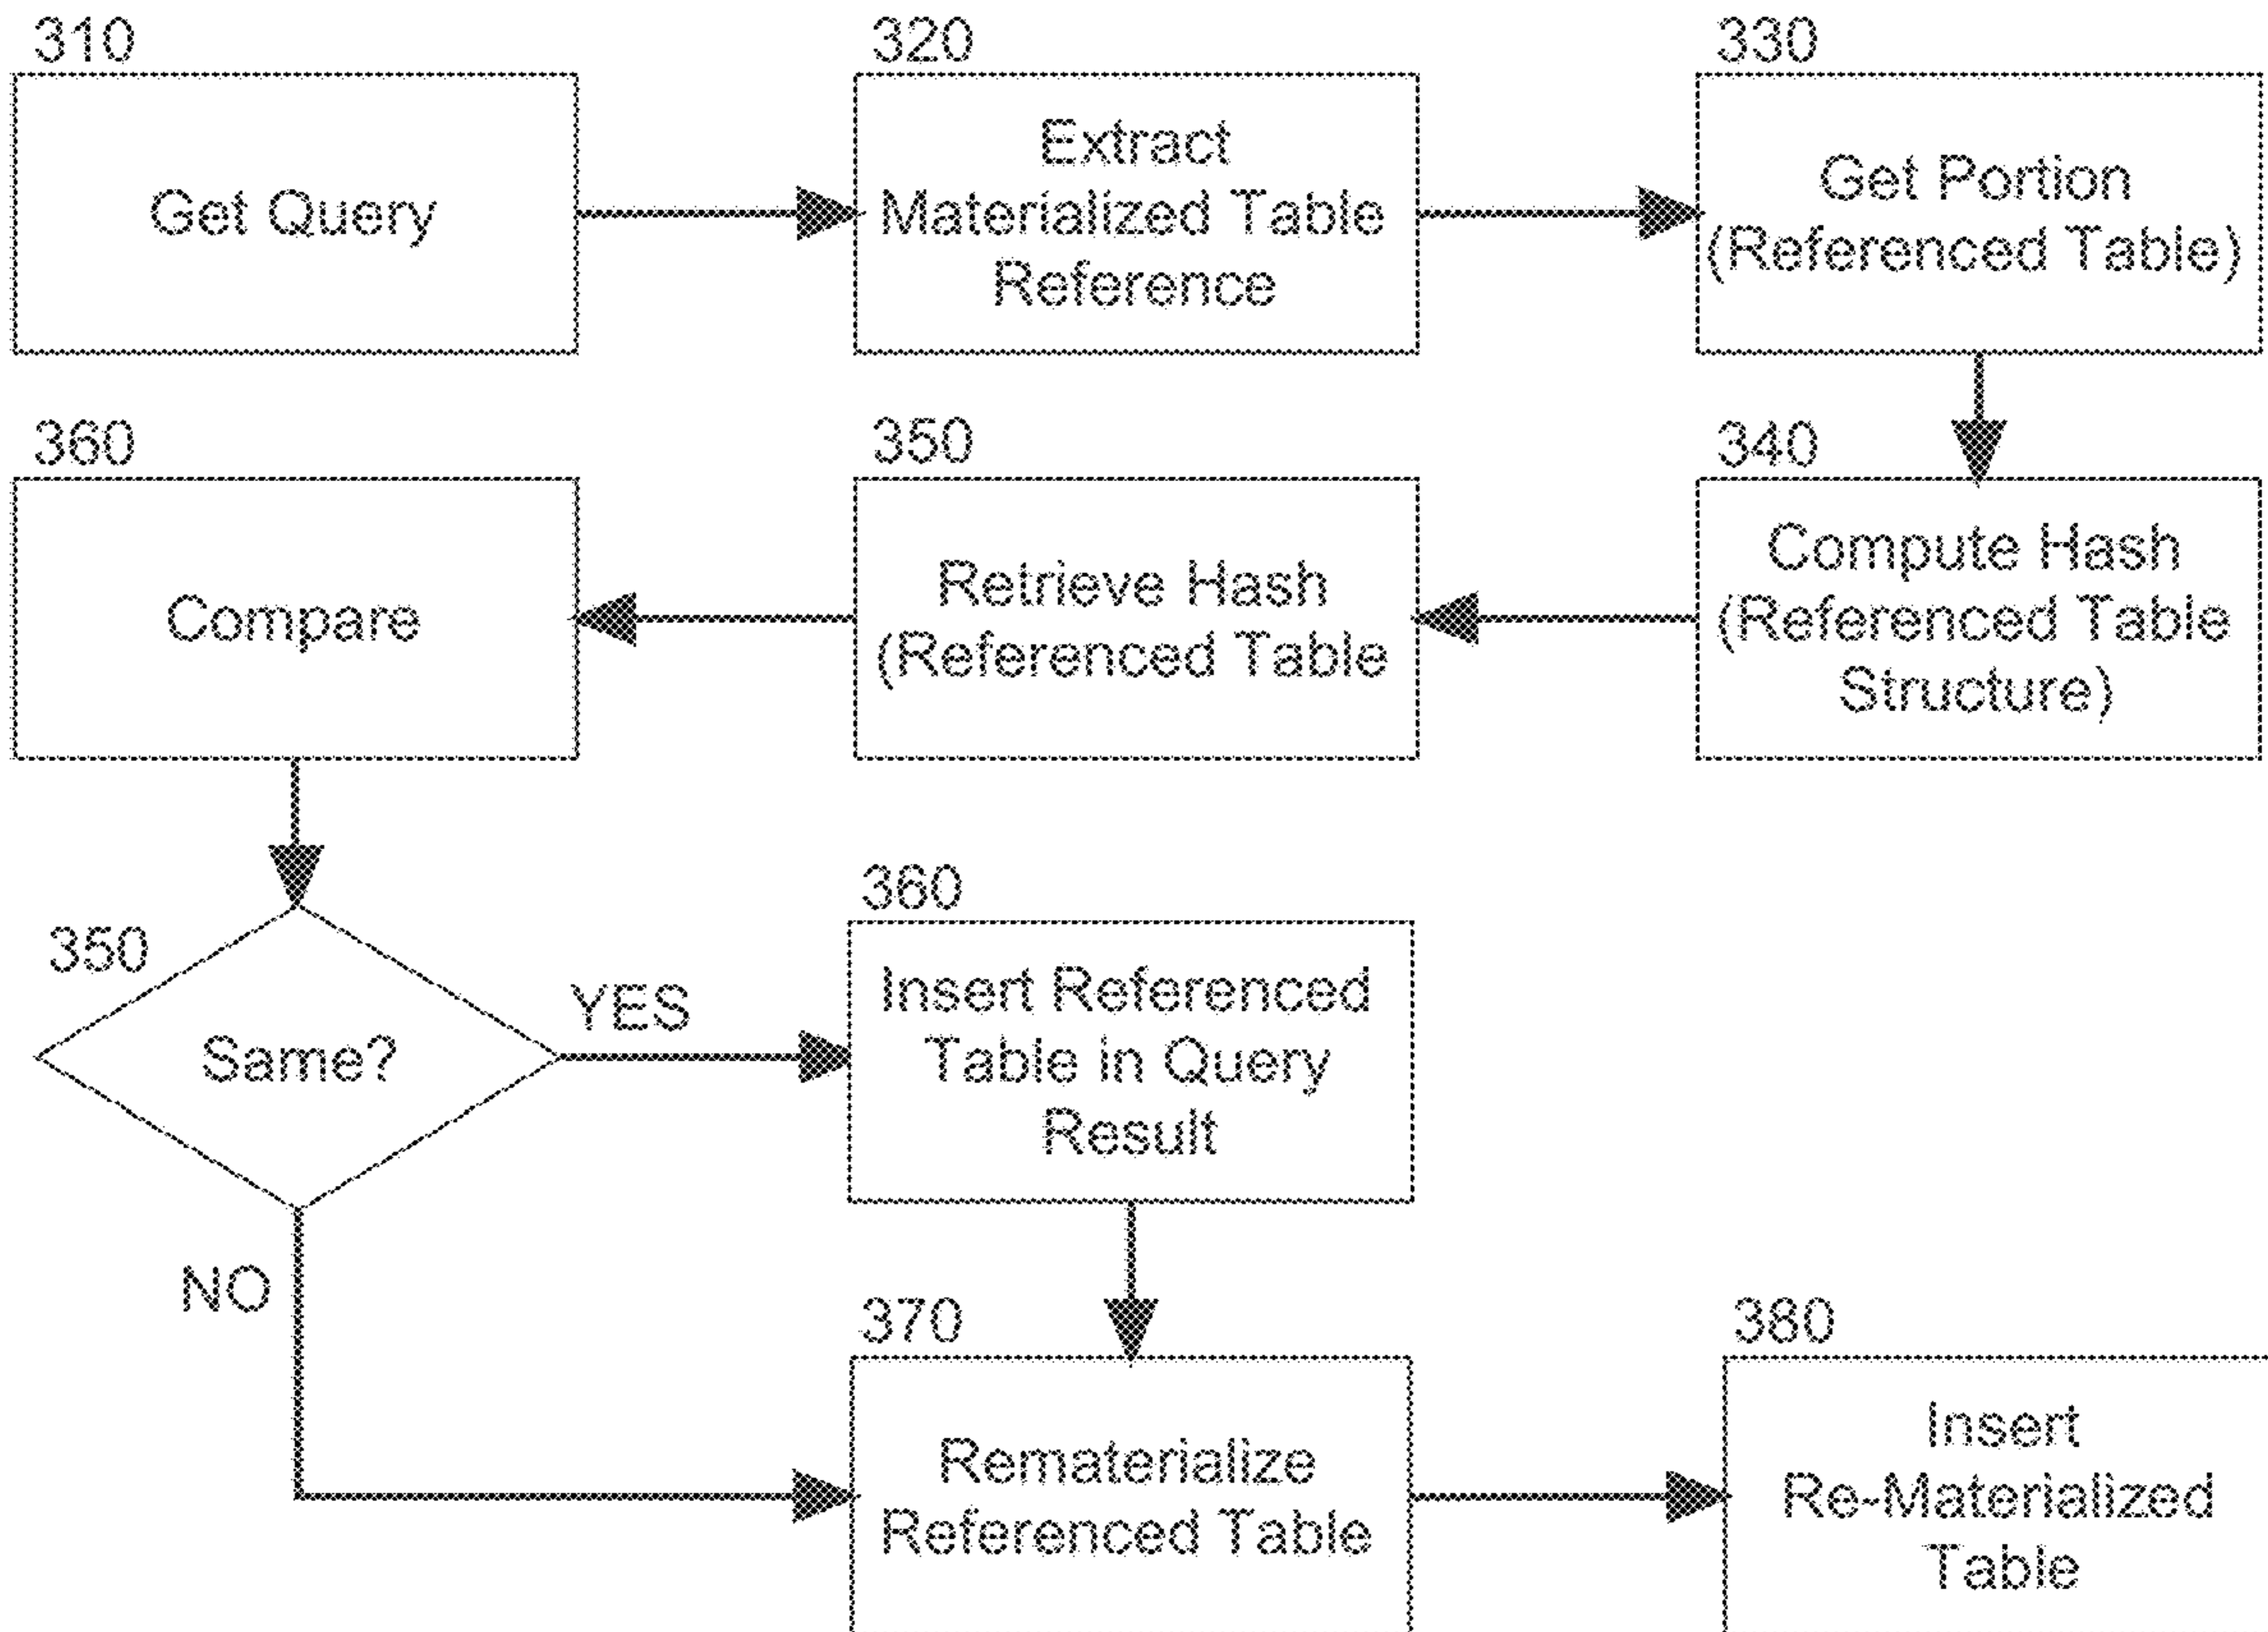 310
Get Query
320
Extract
Materialized Table
Reference
330
Get Portion
(Referenced Table)
340
Compute Hash
(Referenced Table
Structure)
350
Retrieve Hash
(Referenced Table
360
Compare
350
Same?
YES
NO
360
Insert Referenced
Table in Query
Result
370
Rematerialize
Referenced Table
380
Insert
Re-Materialized
Table